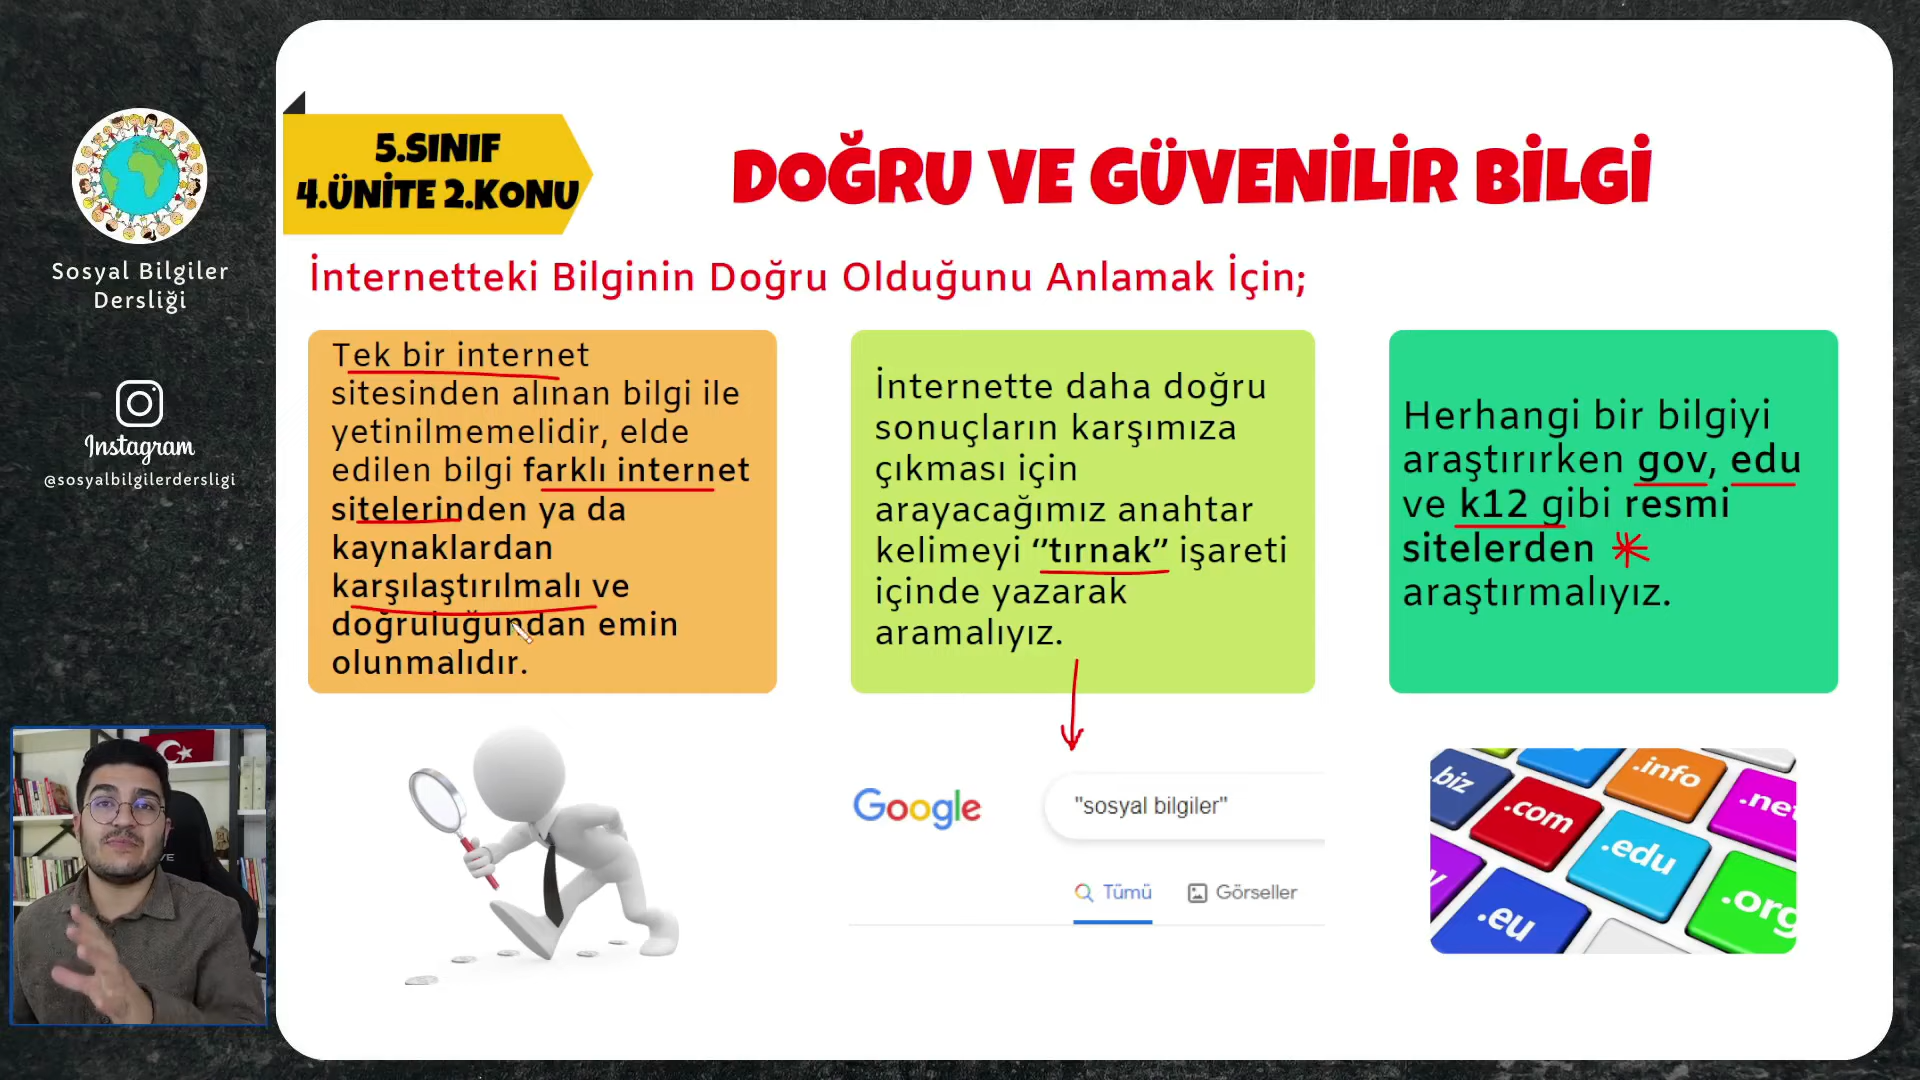 Sosyal Bilgiler
Dersliği
Instagram
@sosyalbilgilerdersligi
5.SINIF
4.ÜNİTE 2.KONU
DOĞRU VE GÜVENİLİR BİLGİ
İnternetteki Bilginin Doğru Olduğunu Anlamak İçin;
Tek bir internet
sitesinden alınan bilgi ile
yetinilmemelidir, elde
edilen bilgi farklı internet
sitelerinden ya da
kaynaklardan
karşılaştırılmalı ve
doğruluğundan emin
olunmalıdır.
İnternette daha doğru
sonuçların karşımıza
çıkması için
arayacağımız anahtar
kelimeyi ‘’tırnak’’ işareti
içinde yazarak
aramalıyız.
Herhangi bir bilgiyi
araştırırken gov, edu
ve k12 gibi resmi
sitelerden
araştırmalıyız.
Google
"sosyal bilgiler"
Tümü Görseller
.biz
.com
.info
.net
.edu
.eu
.org